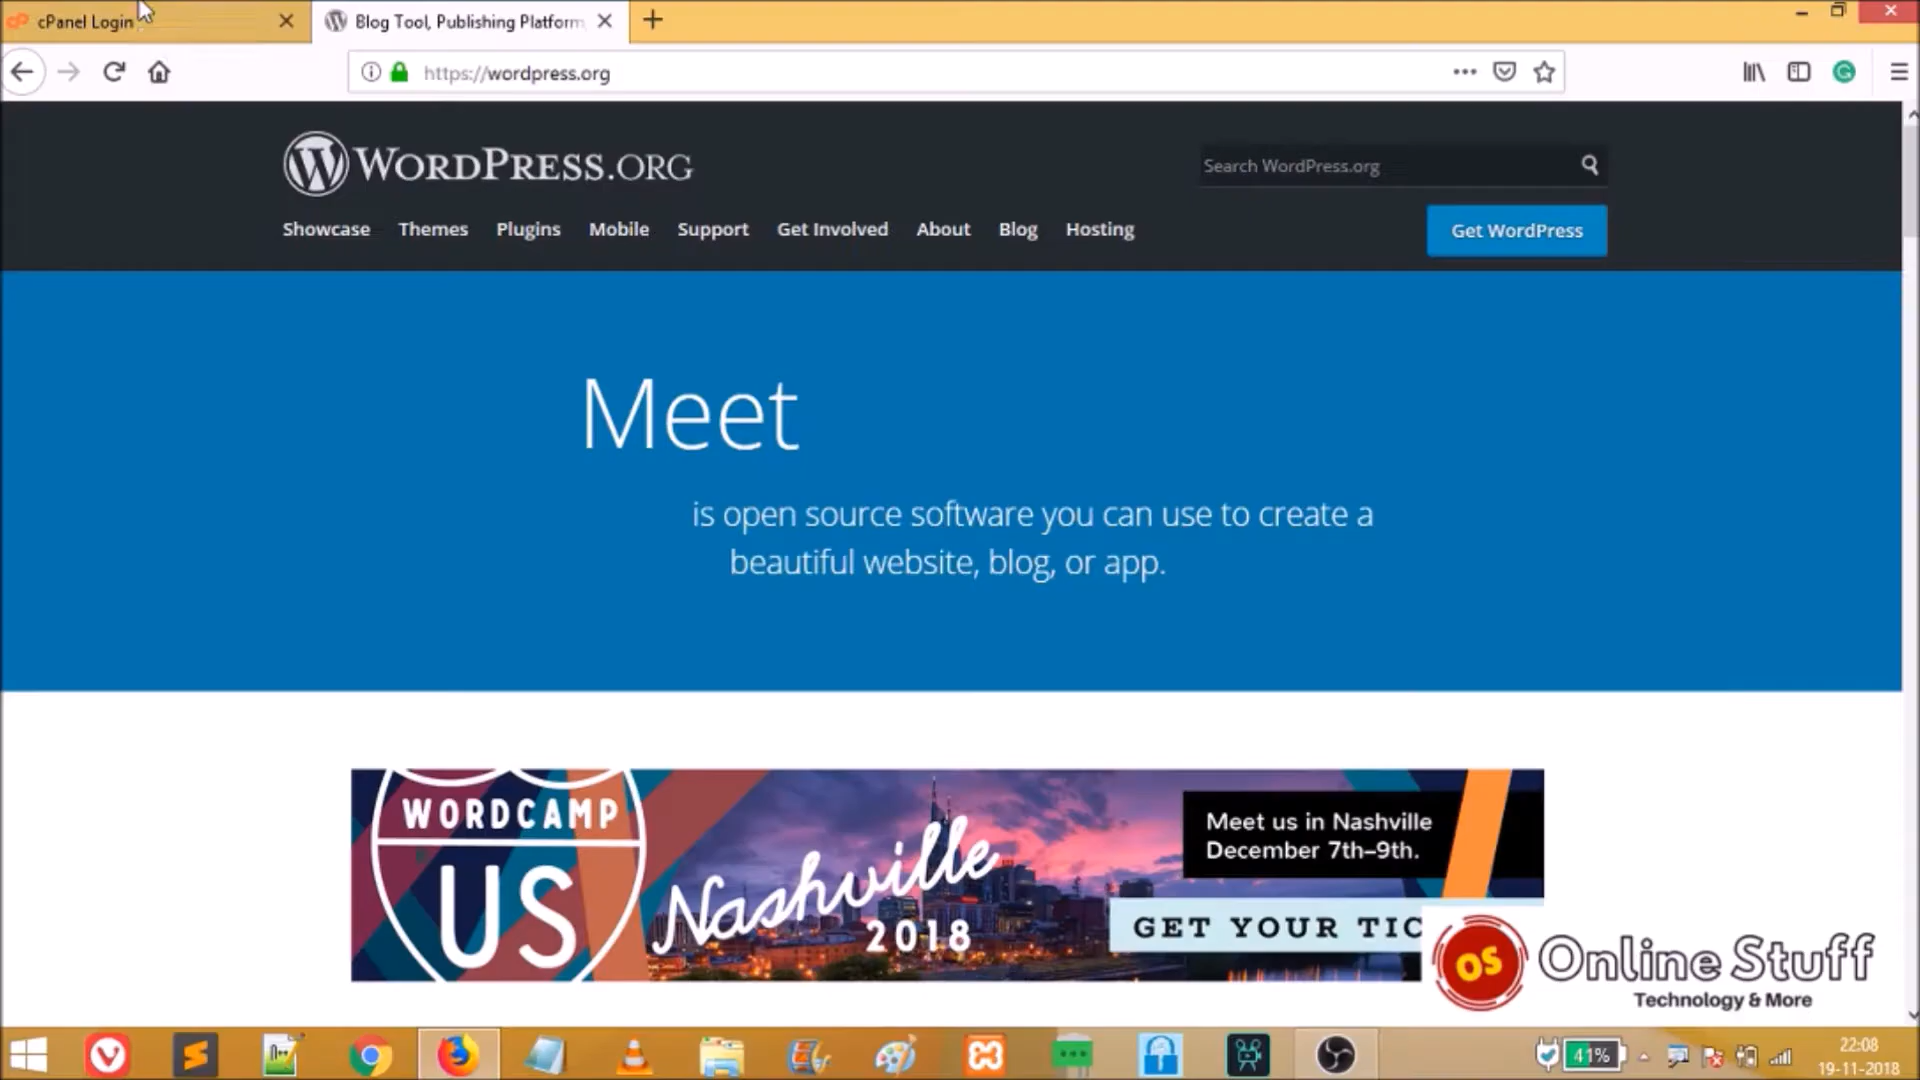 cPanel Login
Blog Tool, Publishing Platform,
https://wordpress.org
WORDPRESS.ORG
Search WordPress.org
Showcase Themes Plugins Mobile Support Get Involved About Blog Hosting
Get WordPress
Meet
is open source software you can use to create a
beautiful website, blog, or app.
WORDCAMP
US
Nashville
2018
Meet us in Nashville
December 7th–9th.
GET YOUR TIC
OS
Online Stuff
Technology & More
41%
22:08
19-11-2018